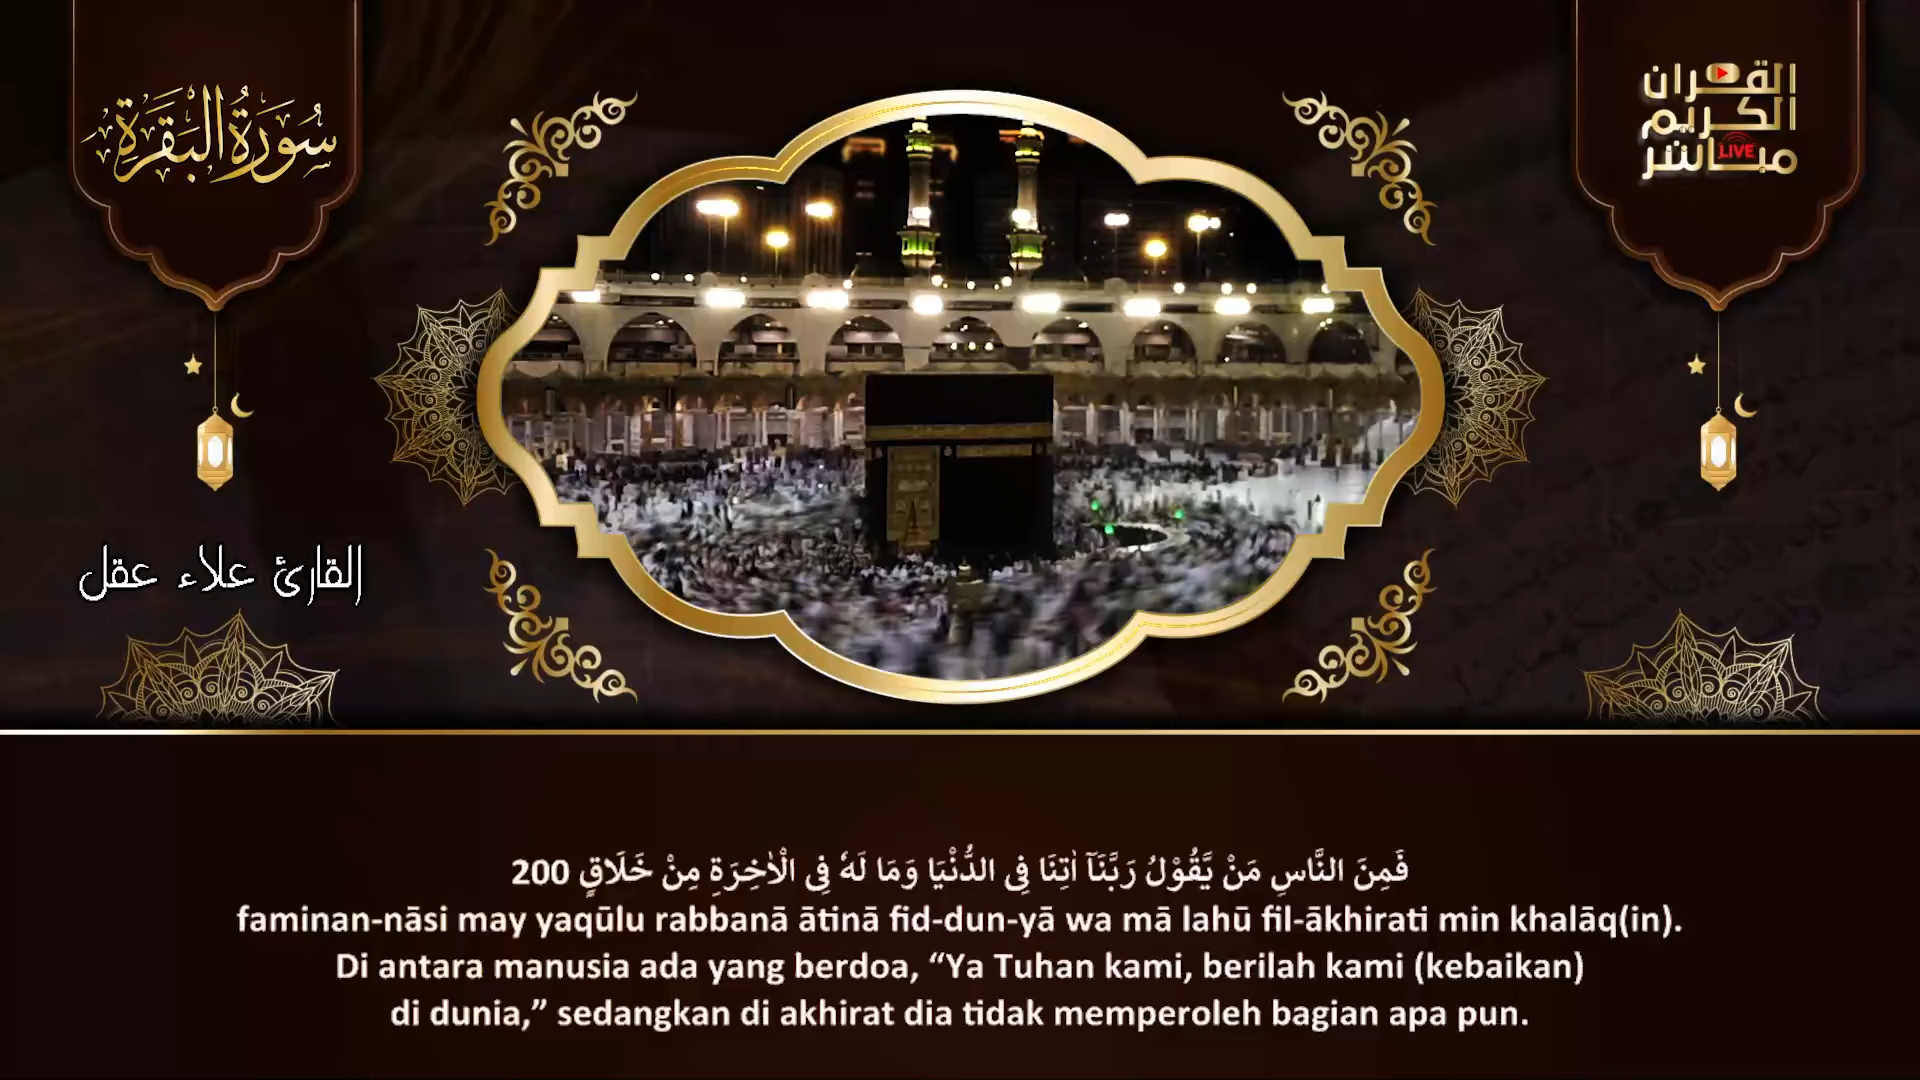 سُورَةُ البَقَرَةِ
القرآن
الكريم
مباشر
LIVE
القارئ علاء عقل
فَمِنَ النَّاسِ مَنْ يَّقُوْلُ رَبَّنَآ اٰتِنَا فِى الدُّنْيَا وَمَا لَهٗ فِى الْاٰخِرَةِ مِنْ خَلَاقٍ 200
faminan-nāsi may yaqūlu rabbanā ātinā fid-dun-yā wa mā lahū fil-ākhirati min khalāq(in).
Di antara manusia ada yang berdoa, “Ya Tuhan kami, berilah kami (kebaikan)
di dunia,” sedangkan di akhirat dia tidak memperoleh bagian apa pun.